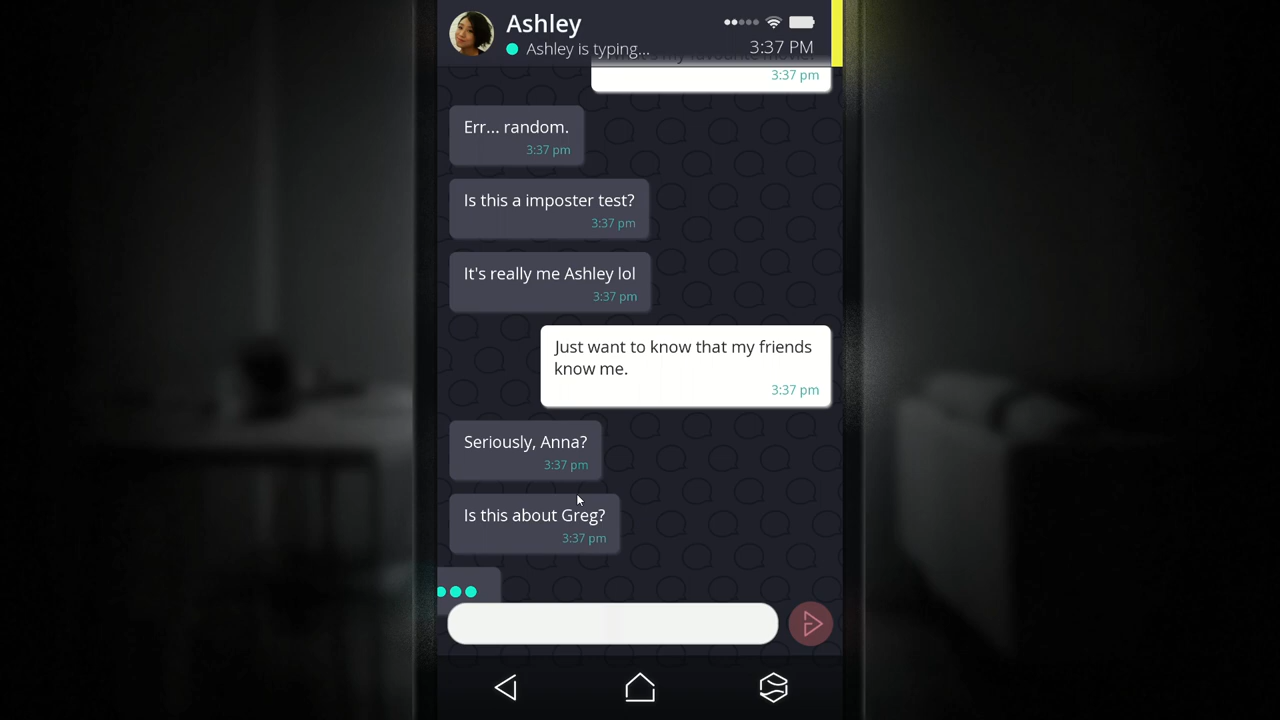 Ashley
Ashley is typing...
3:37 PM
3:37 pm
Err... random.
3:37 pm
Is this a imposter test?
3:37 pm
It's really me Ashley lol
3:37 pm
Just want to know that my friends
know me.
3:37 pm
Seriously, Anna?
3:37 pm
Is this about Greg?
3:37 pm